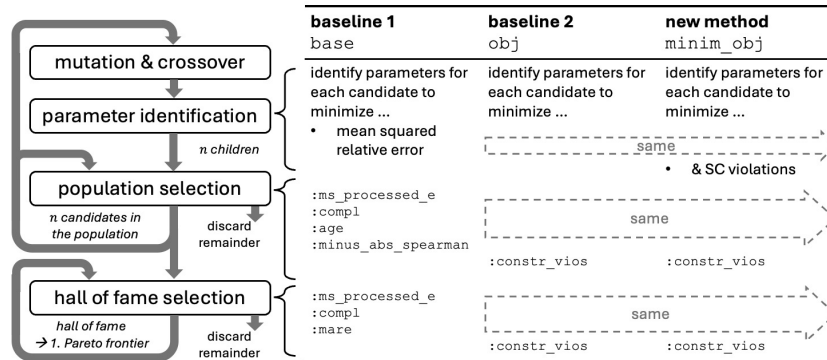 baseline 1
baseline 2
new method
base
obj
minim_obj
mutation & crossover
parameter identification
n children
population selection
n candidates in
the population
discard
remainder
hall of fame selection
hall of fame
→ 1. Pareto frontier
discard
remainder
identify parameters for
each candidate to
minimize ...
• mean squared
relative error
identify parameters for
each candidate to
minimize ...
identify parameters for
each candidate to
minimize ...
same
• & SC violations
:ms_processed_e
:compl
:age
:minus_abs_spearman
same
:constr_vios
:constr_vios
:ms_processed_e
:compl
:mare
same
:constr_vios
:constr_vios